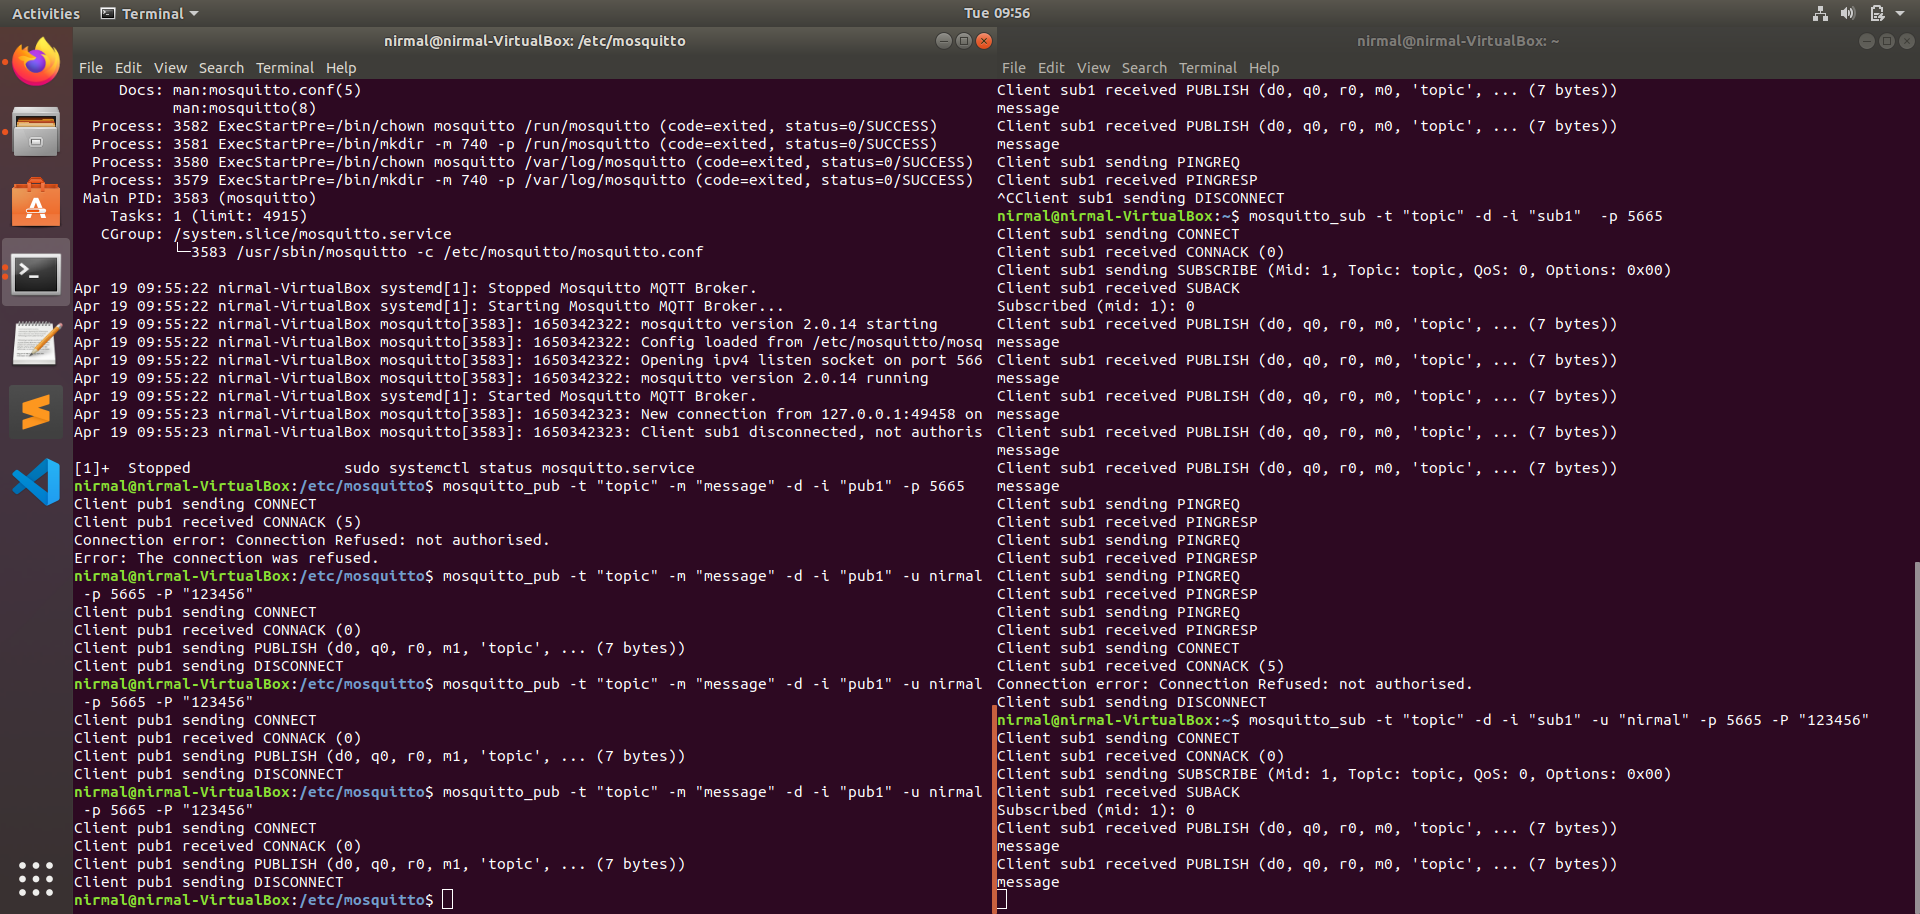 Activities
Terminal
Tue 09:56
nirmal@nirmal-VirtualBox: /etc/mosquitto
File Edit View Search Terminal Help
     Docs: man:mosquitto.conf(5)
           man:mosquitto(8)
  Process: 3582 ExecStartPre=/bin/chown mosquitto /run/mosquitto (code=exited, status=0/SUCCESS)
  Process: 3581 ExecStartPre=/bin/mkdir -m 740 -p /run/mosquitto (code=exited, status=0/SUCCESS)
  Process: 3580 ExecStartPre=/bin/chown mosquitto /var/log/mosquitto (code=exited, status=0/SUCCESS)
  Process: 3579 ExecStartPre=/bin/mkdir -m 740 -p /var/log/mosquitto (code=exited, status=0/SUCCESS)
 Main PID: 3583 (mosquitto)
    Tasks: 1 (limit: 4915)
   CGroup: /system.slice/mosquitto.service
           └─3583 /usr/sbin/mosquitto -c /etc/mosquitto/mosquitto.conf
Apr 19 09:55:22 nirmal-VirtualBox systemd[1]: Stopped Mosquitto MQTT Broker.
Apr 19 09:55:22 nirmal-VirtualBox systemd[1]: Starting Mosquitto MQTT Broker...
Apr 19 09:55:22 nirmal-VirtualBox mosquitto[3583]: 1650342322: mosquitto version 2.0.14 starting
Apr 19 09:55:22 nirmal-VirtualBox mosquitto[3583]: 1650342322: Config loaded from /etc/mosquitto/mosq
Apr 19 09:55:22 nirmal-VirtualBox mosquitto[3583]: 1650342322: Opening ipv4 listen socket on port 566
Apr 19 09:55:22 nirmal-VirtualBox mosquitto[3583]: 1650342322: mosquitto version 2.0.14 running
Apr 19 09:55:22 nirmal-VirtualBox systemd[1]: Started Mosquitto MQTT Broker.
Apr 19 09:55:23 nirmal-VirtualBox mosquitto[3583]: 1650342323: New connection from 127.0.0.1:49458 on
Apr 19 09:55:23 nirmal-VirtualBox mosquitto[3583]: 1650342323: Client sub1 disconnected, not authoris
[1]+  Stopped                 sudo systemctl status mosquitto.service
nirmal@nirmal-VirtualBox:/etc/mosquitto$ mosquitto_pub -t "topic" -m "message" -d -i "pub1" -p 5665
Client pub1 sending CONNECT
Client pub1 received CONNACK (5)
Connection error: Connection Refused: not authorised.
Error: The connection was refused.
nirmal@nirmal-VirtualBox:/etc/mosquitto$ mosquitto_pub -t "topic" -m "message" -d -i "pub1" -u nirmal
 -p 5665 -P "123456"
Client pub1 sending CONNECT
Client pub1 received CONNACK (0)
Client pub1 sending PUBLISH (d0, q0, r0, m1, 'topic', ... (7 bytes))
Client pub1 sending DISCONNECT
nirmal@nirmal-VirtualBox:/etc/mosquitto$ mosquitto_pub -t "topic" -m "message" -d -i "pub1" -u nirmal
 -p 5665 -P "123456"
Client pub1 sending CONNECT
Client pub1 received CONNACK (0)
Client pub1 sending PUBLISH (d0, q0, r0, m1, 'topic', ... (7 bytes))
Client pub1 sending DISCONNECT
nirmal@nirmal-VirtualBox:/etc/mosquitto$ mosquitto_pub -t "topic" -m "message" -d -i "pub1" -u nirmal
 -p 5665 -P "123456"
Client pub1 sending CONNECT
Client pub1 received CONNACK (0)
Client pub1 sending PUBLISH (d0, q0, r0, m1, 'topic', ... (7 bytes))
Client pub1 sending DISCONNECT
nirmal@nirmal-VirtualBox:/etc/mosquitto$
nirmal@nirmal-VirtualBox: ~
File Edit View Search Terminal Help
Client sub1 received PUBLISH (d0, q0, r0, m0, 'topic', ... (7 bytes))
message
Client sub1 received PUBLISH (d0, q0, r0, m0, 'topic', ... (7 bytes))
message
Client sub1 sending PINGREQ
Client sub1 received PINGRESP
^CClient sub1 sending DISCONNECT
nirmal@nirmal-VirtualBox:~$ mosquitto_sub -t "topic" -d -i "sub1"  -p 5665
Client sub1 sending CONNECT
Client sub1 received CONNACK (0)
Client sub1 sending SUBSCRIBE (Mid: 1, Topic: topic, QoS: 0, Options: 0x00)
Client sub1 received SUBACK
Subscribed (mid: 1): 0
Client sub1 received PUBLISH (d0, q0, r0, m0, 'topic', ... (7 bytes))
message
Client sub1 received PUBLISH (d0, q0, r0, m0, 'topic', ... (7 bytes))
message
Client sub1 received PUBLISH (d0, q0, r0, m0, 'topic', ... (7 bytes))
message
Client sub1 received PUBLISH (d0, q0, r0, m0, 'topic', ... (7 bytes))
message
Client sub1 received PUBLISH (d0, q0, r0, m0, 'topic', ... (7 bytes))
message
Client sub1 sending PINGREQ
Client sub1 received PINGRESP
Client sub1 sending PINGREQ
Client sub1 received PINGRESP
Client sub1 sending PINGREQ
Client sub1 received PINGRESP
Client sub1 sending PINGREQ
Client sub1 received PINGRESP
Client sub1 sending CONNECT
Client sub1 received CONNACK (5)
Connection error: Connection Refused: not authorised.
Client sub1 sending DISCONNECT
nirmal@nirmal-VirtualBox:~$ mosquitto_sub -t "topic" -d -i "sub1" -u "nirmal" -p 5665 -P "123456"
Client sub1 sending CONNECT
Client sub1 received CONNACK (0)
Client sub1 sending SUBSCRIBE (Mid: 1, Topic: topic, QoS: 0, Options: 0x00)
Client sub1 received SUBACK
Subscribed (mid: 1): 0
Client sub1 received PUBLISH (d0, q0, r0, m0, 'topic', ... (7 bytes))
message
Client sub1 received PUBLISH (d0, q0, r0, m0, 'topic', ... (7 bytes))
message